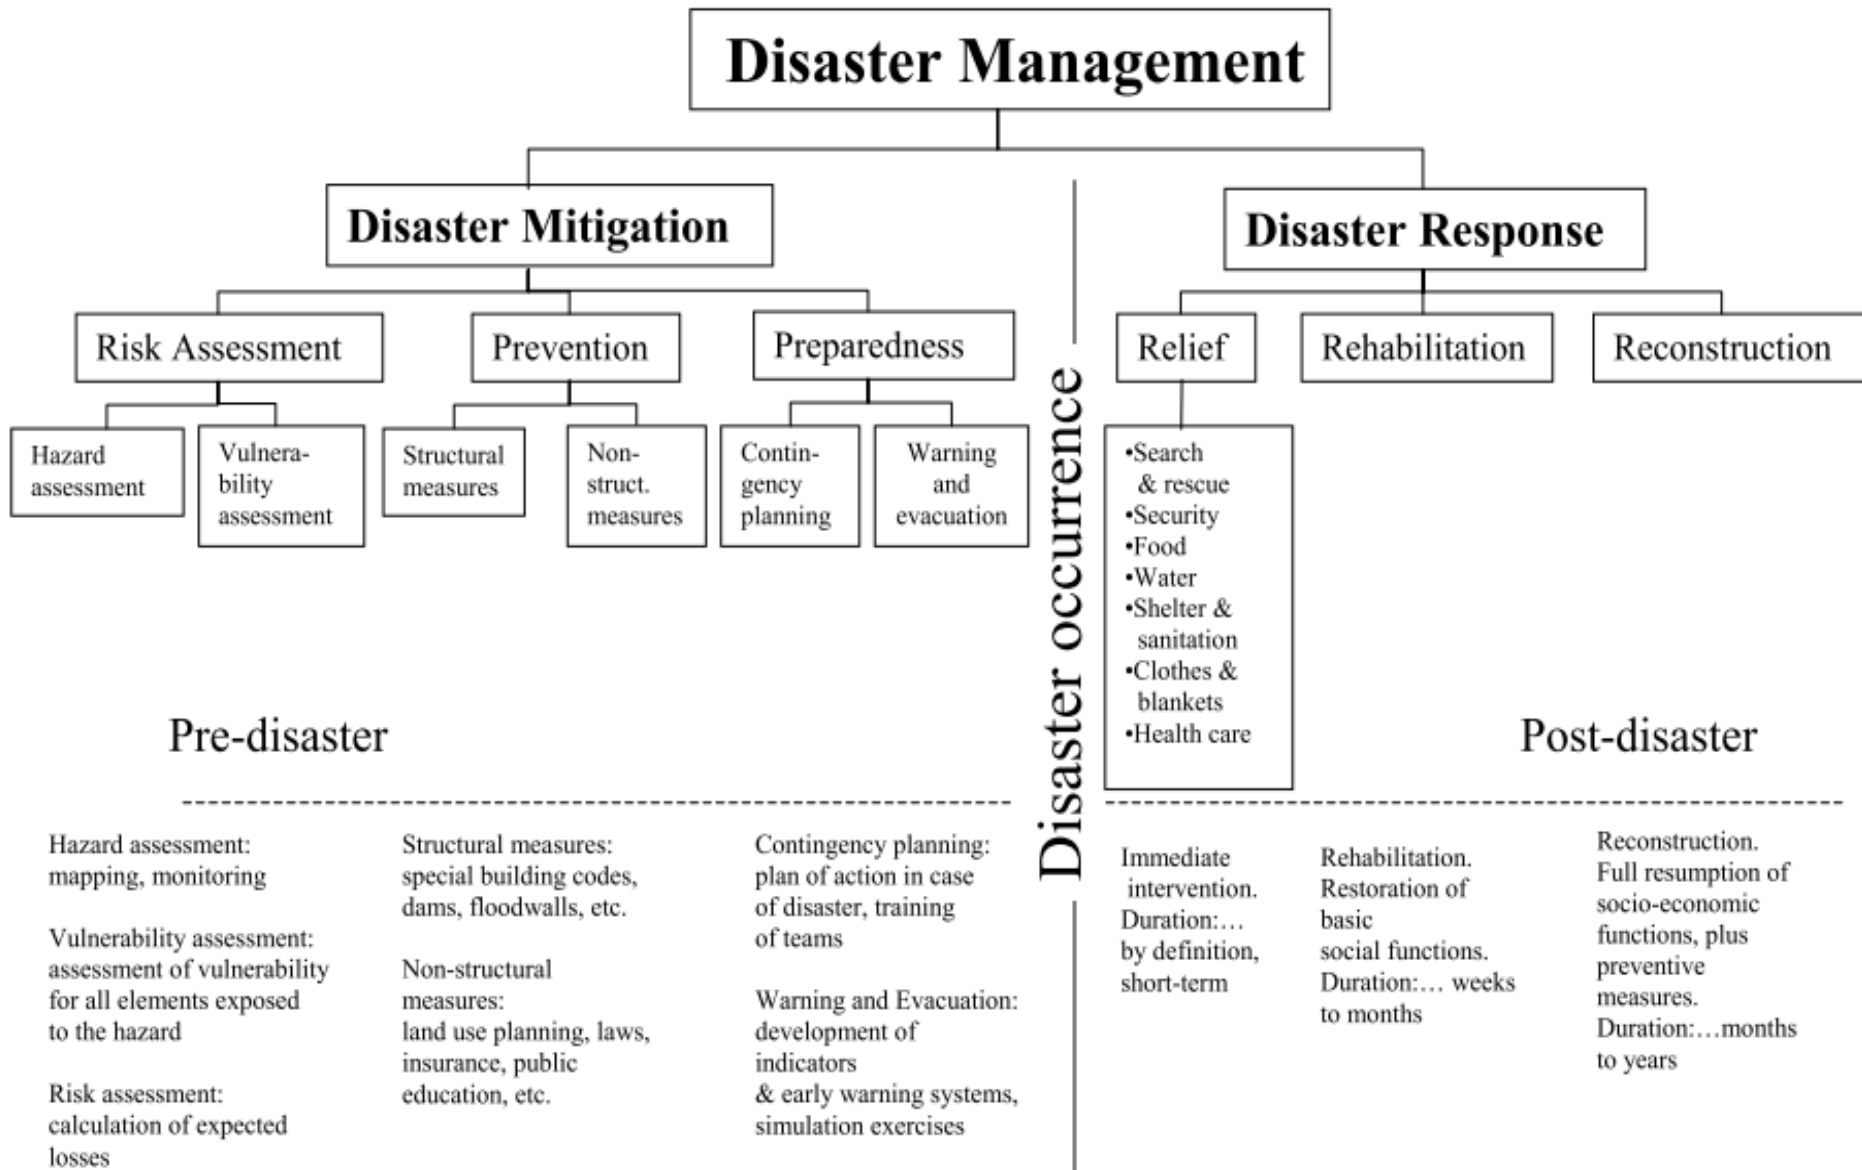 Disaster Management
Disaster Mitigation
Disaster Response
Risk Assessment
Prevention
Preparedness
Relief
Rehabilitation
Reconstruction
Hazard
assessment
Vulnera-
bility
assessment
Structural
measures
Non-
struct.
measures
Contin-
gency
planning
Warning
and
evacuation
•Search
& rescue
•Security
•Food
•Water
•Shelter &
sanitation
•Clothes &
blankets
•Health care
Disaster occurrence
Pre-disaster
Post-disaster
Hazard assessment:
mapping, monitoring
Vulnerability assessment:
assessment of vulnerability
for all elements exposed
to the hazard
Risk assessment:
calculation of expected
losses
Structural measures:
special building codes,
dams, floodwalls, etc.
Non-structural
measures:
land use planning, laws,
insurance, public
education, etc.
Contingency planning:
plan of action in case
of disaster, training
of teams
Warning and Evacuation:
development of
indicators
& early warning systems,
simulation exercises
Immediate
intervention.
Duration:…
by definition,
short-term
Rehabilitation.
Restoration of
basic
social functions.
Duration:… weeks
to months
Reconstruction.
Full resumption of
socio-economic
functions, plus
preventive
measures.
Duration:…months
to years